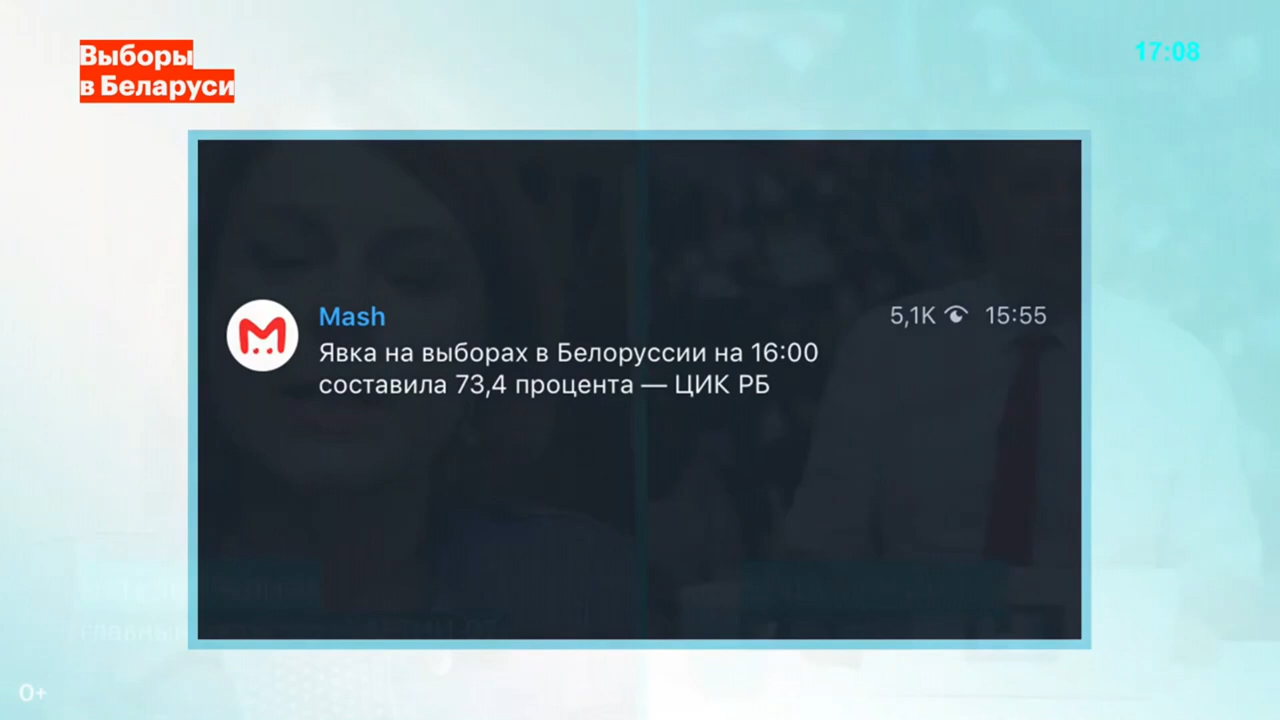 Выборы
в Беларуси
17:08
Mash
5,1K 15:55
Явка на выборах в Белоруссии на 16:00
составила 73,4 процента — ЦИК РБ
0+